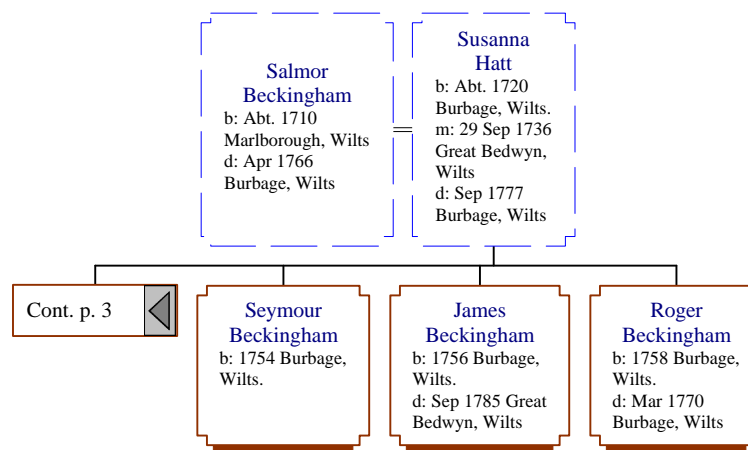 Salmor
Beckingham
b: Abt. 1710
Marlborough, Wilts
d: Apr 1766
Burbage, Wilts
Susanna
Hatt
b: Abt. 1720
Burbage, Wilts.
m: 29 Sep 1736
Great Bedwyn,
Wilts
d: Sep 1777
Burbage, Wilts
Cont. p. 3
Seymour
Beckingham
b: 1754 Burbage,
Wilts.
James
Beckingham
b: 1756 Burbage,
Wilts.
d: Sep 1785 Great
Bedwyn, Wilts
Roger
Beckingham
b: 1758 Burbage,
Wilts.
d: Mar 1770
Burbage, Wilts